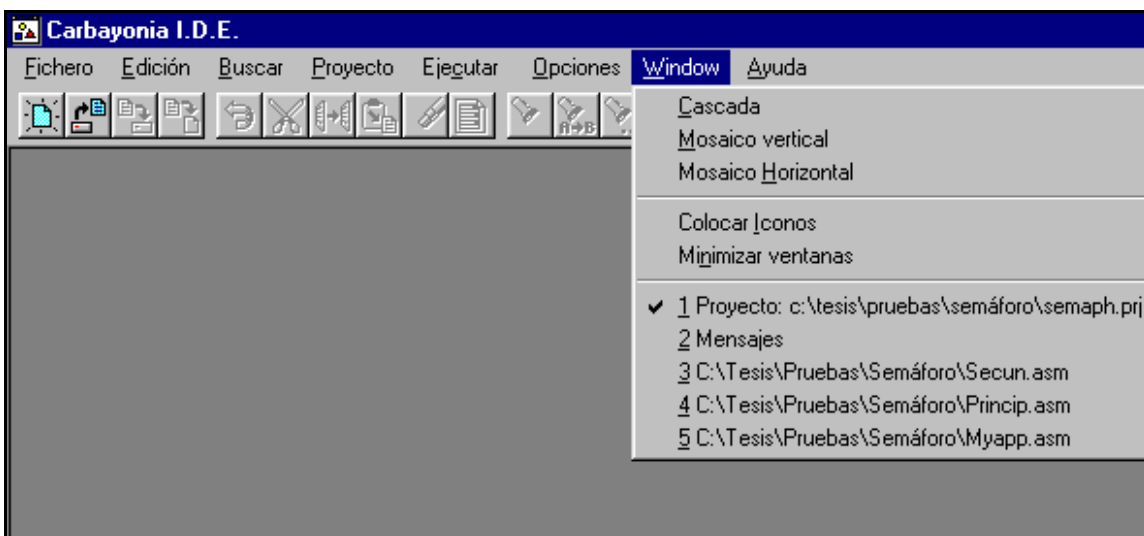 Carbayonia I.D.E.
Fichero Edición Buscar Proyecto Ejecutar Opciones Window Ayuda
A→B
Cascada
Mosaico vertical
Mosaico Horizontal
Colocar Iconos
Minimizar ventanas
✔ 1 Proyecto: c:\tesis\pruebas\semáforo\semaph.prj
2 Mensajes
3 C:\Tesis\Pruebas\Semáforo\Secun.asm
4 C:\Tesis\Pruebas\Semáforo\Princip.asm
5 C:\Tesis\Pruebas\Semáforo\Myapp.asm